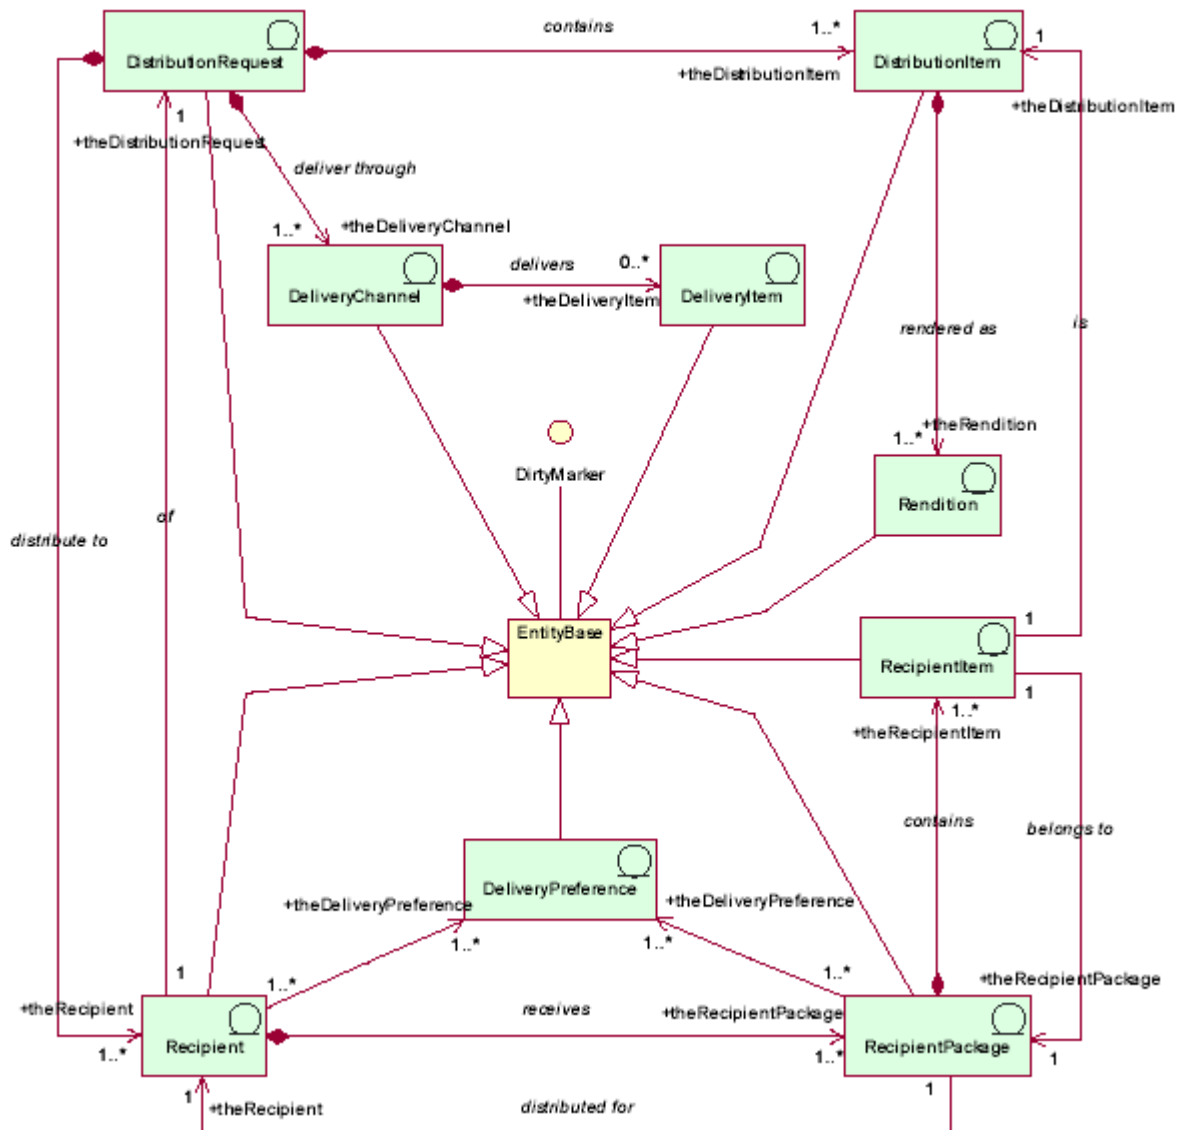 contains
1..*
1
DistributionRequest
DistributionItem
+theDistributionItem
+theDistributionItem
1
+theDistributionRequest
deliver through
1..*
+theDeliveryChannel
delivers
0..*
DeliveryChannel
+theDeliveryItem
DeliveryItem
rendered as
is
+theRendition
1..*
DirtyMarker
Rendition
of
distribute to
EntityBase
1
RecipientItem
1
1..*
+theRecipientItem
contains
belongs to
DeliveryPreference
+theDeliveryPreference
+theDeliveryPreference
1..*
1..*
1
1..*
1..*
+theRecipientPackage
+theRecipient
receives
+theRecipientPackage
1..*
Recipient
1..*
RecipientPackage
1
1
1
+theRecipient
distributed for